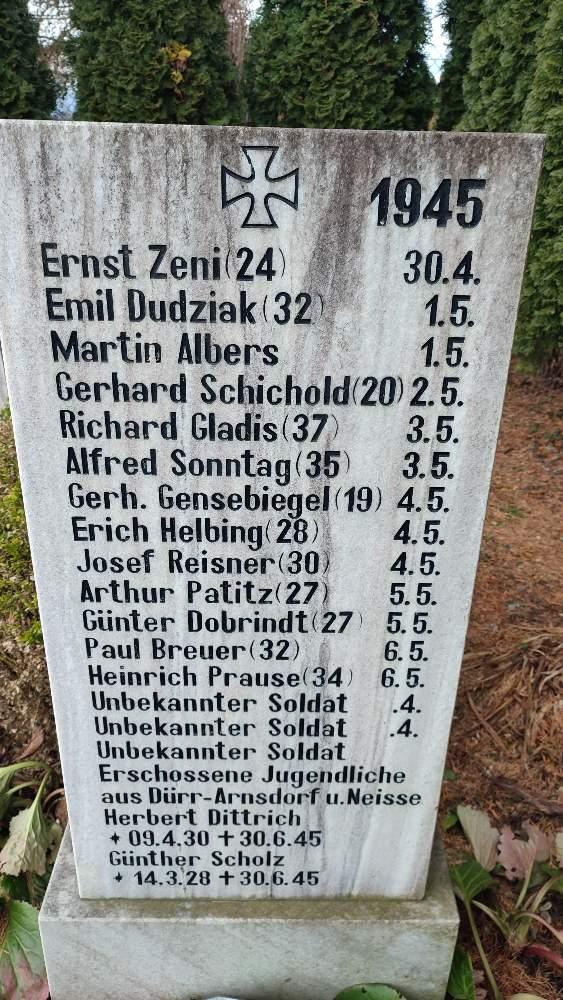 1945
Ernst Zeni (24) 30.4.
Emil Dudziak (32) 1.5.
Martin Albers 1.5.
Gerhard Schichold (20) 2.5.
Richard Gladis (37) 3.5.
Alfred Sonntag (35) 3.5.
Gerh. Gensebiegel (19) 4.5.
Erich Helbing (28) 4.5.
Josef Reisner (30) 4.5.
Arthur Patitz (27) 5.5.
Günter Dobrindt (27) 5.5.
Paul Breuer (32) 6.5.
Heinrich Prause (34) 6.5.
Unbekannter Soldat .4.
Unbekannter Soldat .4.
Unbekannter Soldat
Erschossene Jugendliche
aus Dürr-Arnsdorf u. Neisse
Herbert Dittrich
* 09.4.30 + 30.6.45
Günther Scholz
* 14.3.28 + 30.6.45